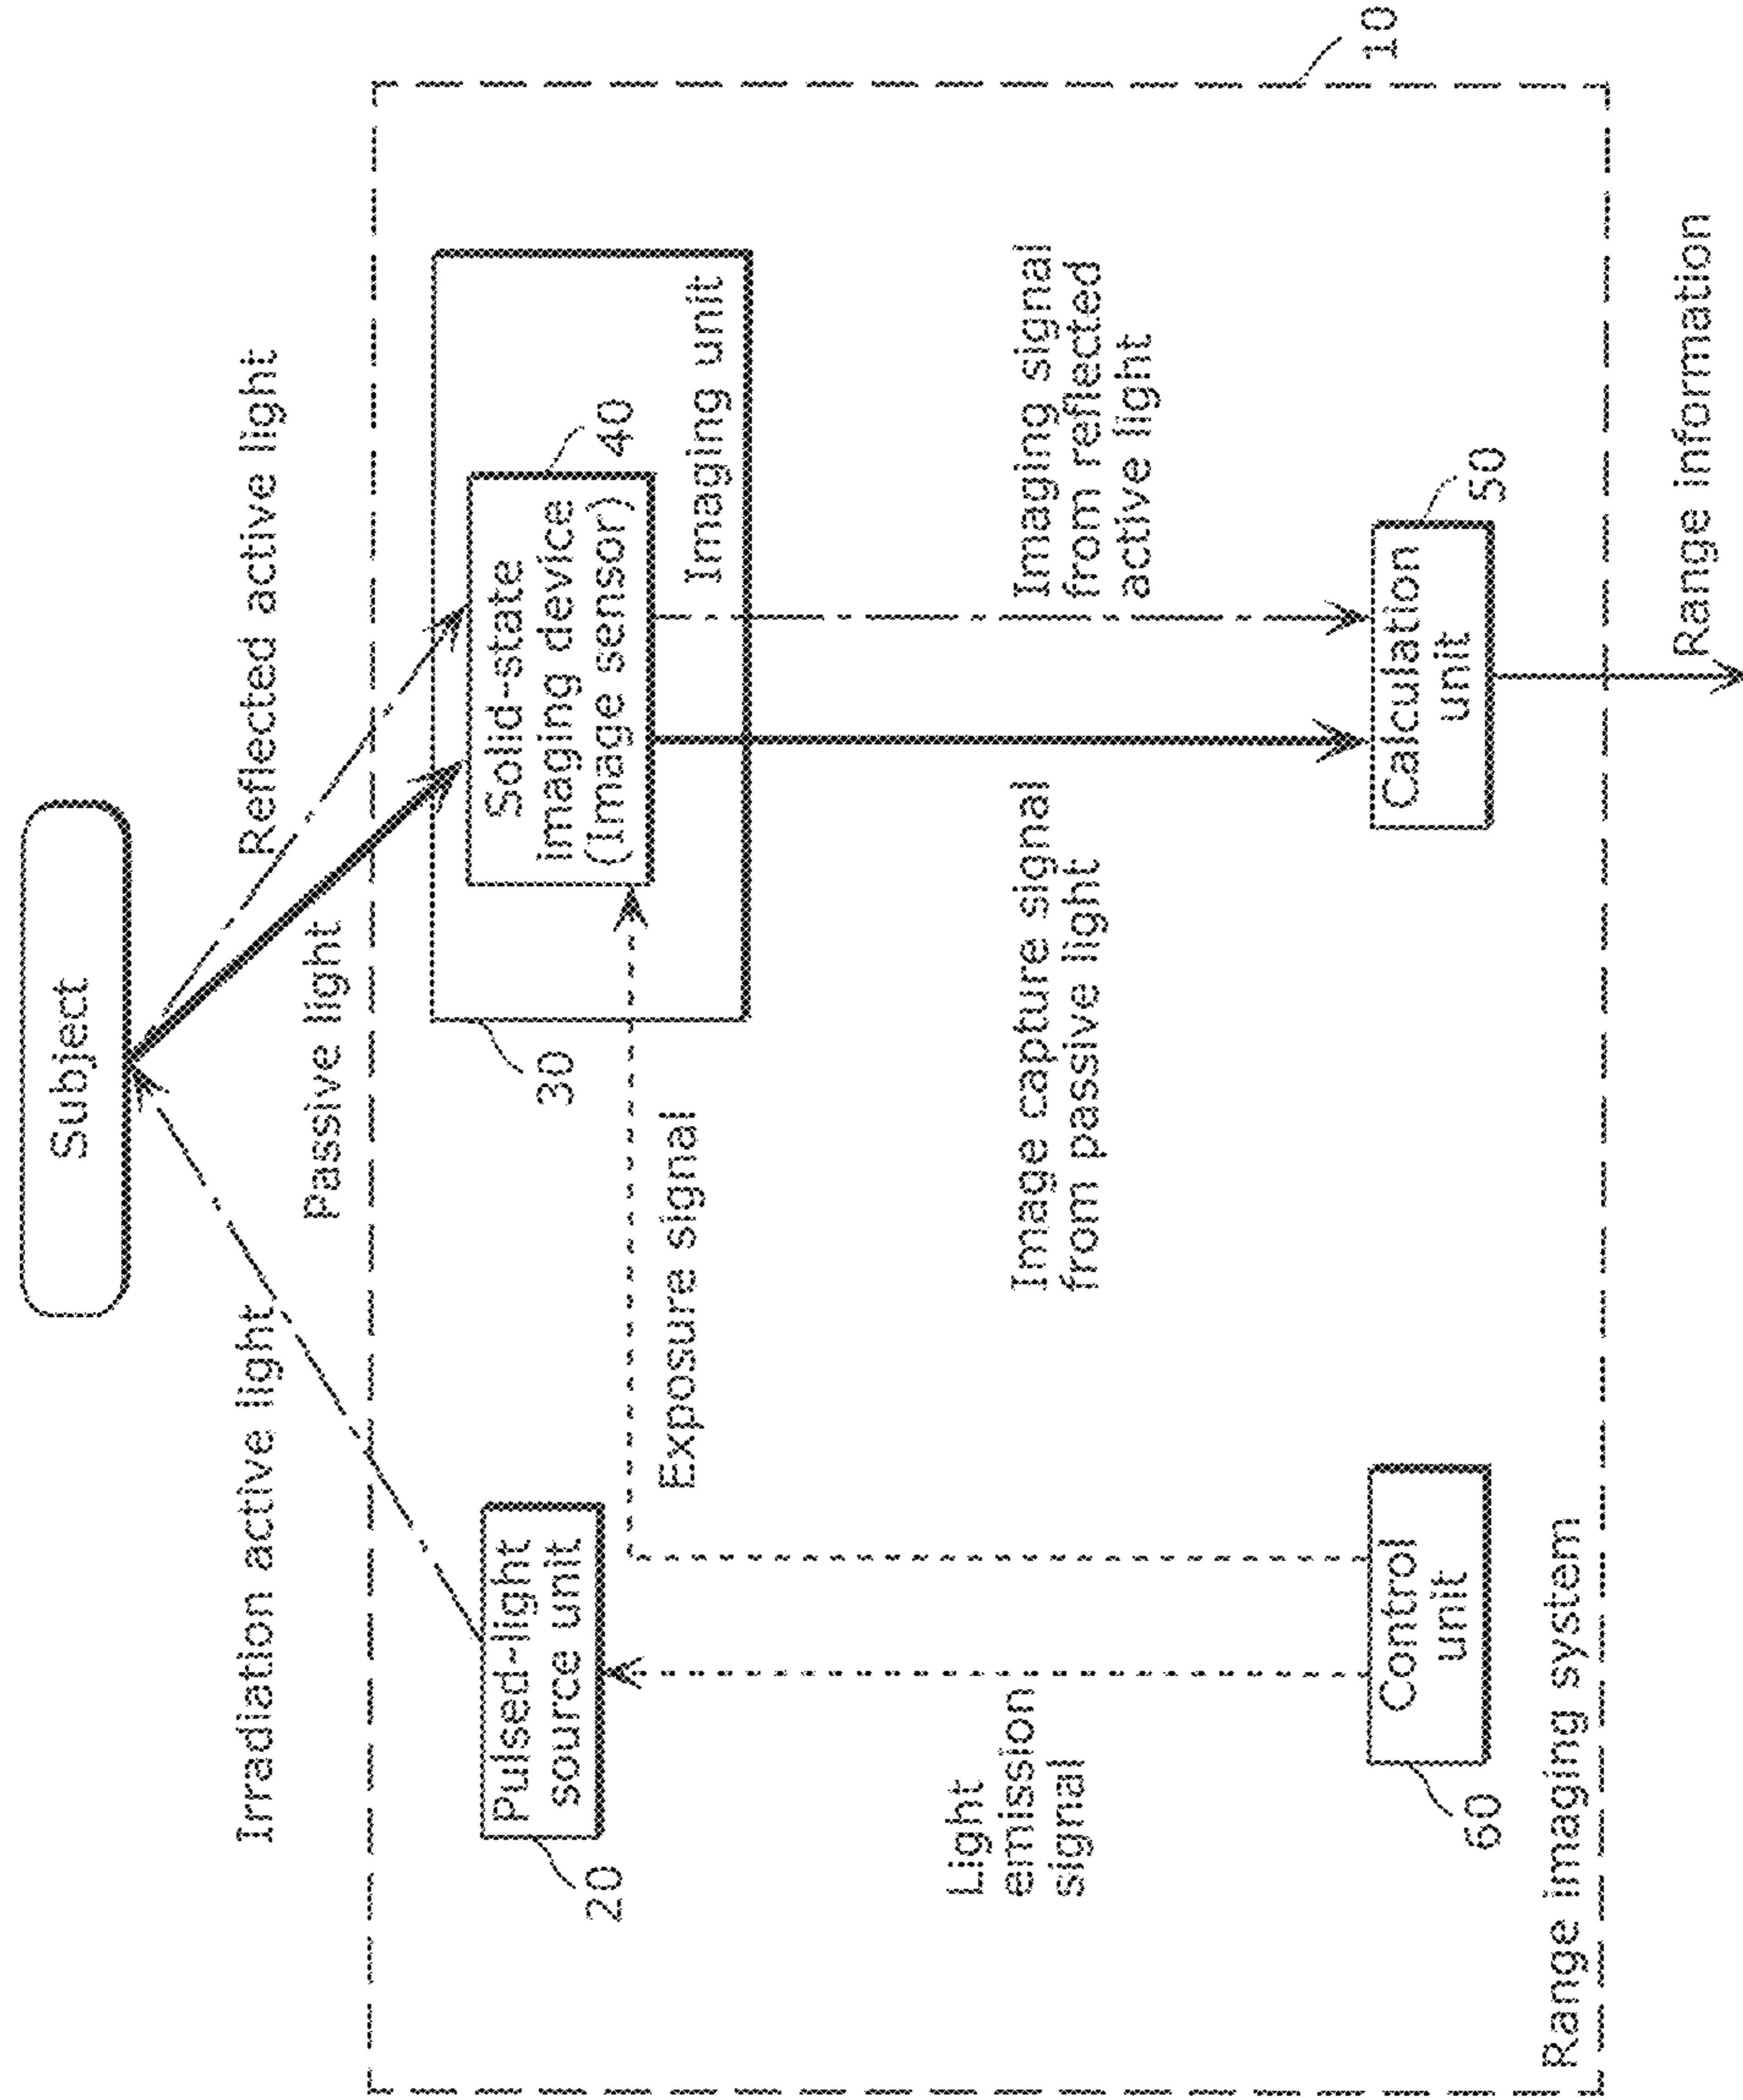 Subject
Irradiation active light
Reflected active light
Passive light
Pulsed-light
source unit
20
Solid-state
imaging device
(Image sensor)
40
Imaging unit
30
Exposure signal
Light
emission
signal
Image capture signal
from passive light
Imaging signal
from reflected
active light
Control
unit
60
Calculation
unit
50
Range imaging system
10
Range information